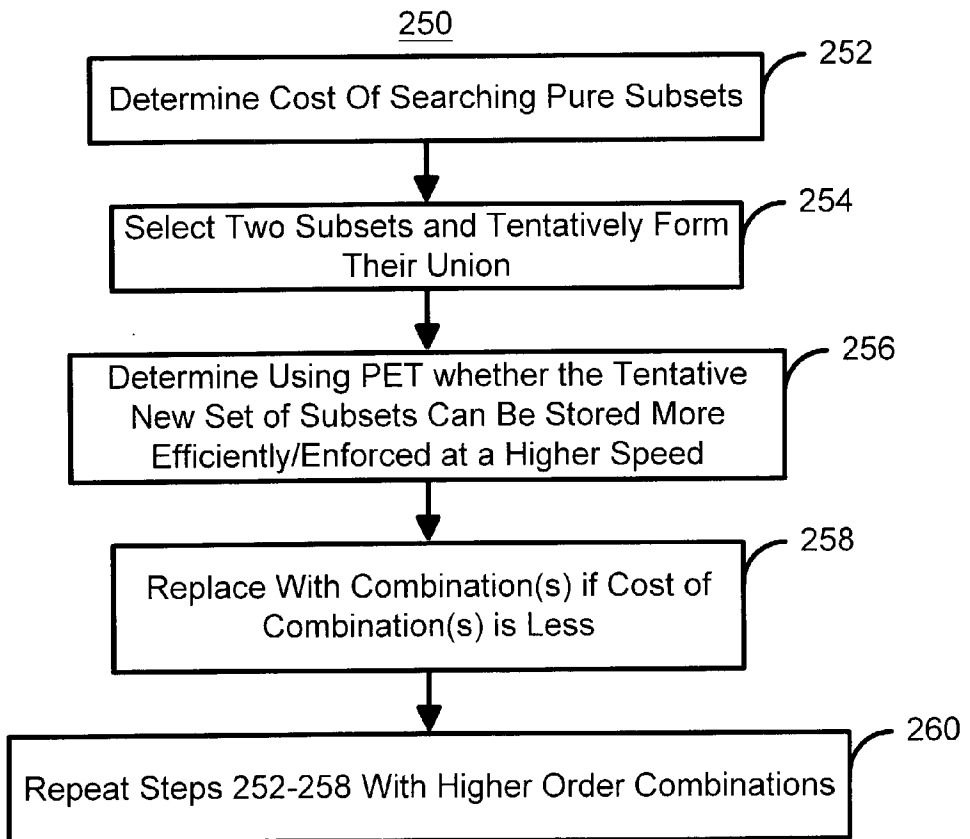 250
252
Determine Cost Of Searching Pure Subsets
254
Select Two Subsets and Tentatively Form
Their Union
256
Determine Using PET whether the Tentative
New Set of Subsets Can Be Stored More
Efficiently/Enforced at a Higher Speed
258
Replace With Combination(s) if Cost of
Combination(s) is Less
260
Repeat Steps 252-258 With Higher Order Combinations